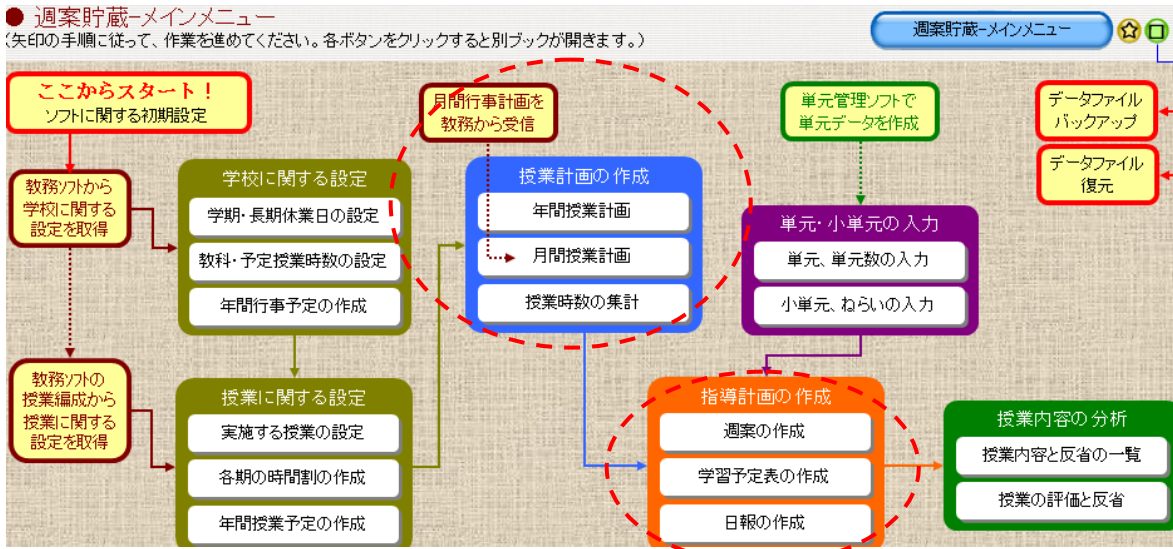 ● 週案貯蔵-メインメニュー
(矢印の手順に従って、作業を進めてください。各ボタンをクリックすると別ブックが開きます。)
週案貯蔵-メインメニュー
ここからスタート！
ソフトに関する初期設定
月間行事計画を
教務から受信
単元管理ソフトで
単元データを作成
データファイル
バックアップ
データファイル
復元
教務ソフトから
学校に関する
設定を取得
学校に関する設定
学期・長期休業日の設定
教科・予定授業時数の設定
年間行事予定の作成
授業計画の作成
年間授業計画
月間授業計画
授業時数の集計
単元・小単元の入力
単元、単元数の入力
小単元、ねらいの入力
教務ソフトの
授業編成から
授業に関する
設定を取得
授業に関する設定
実施する授業の設定
各期の時間割の作成
年間授業予定の作成
指導計画の作成
週案の作成
学習予定表の作成
日報の作成
授業内容の分析
授業内容と反省の一覧
授業の評価と反省